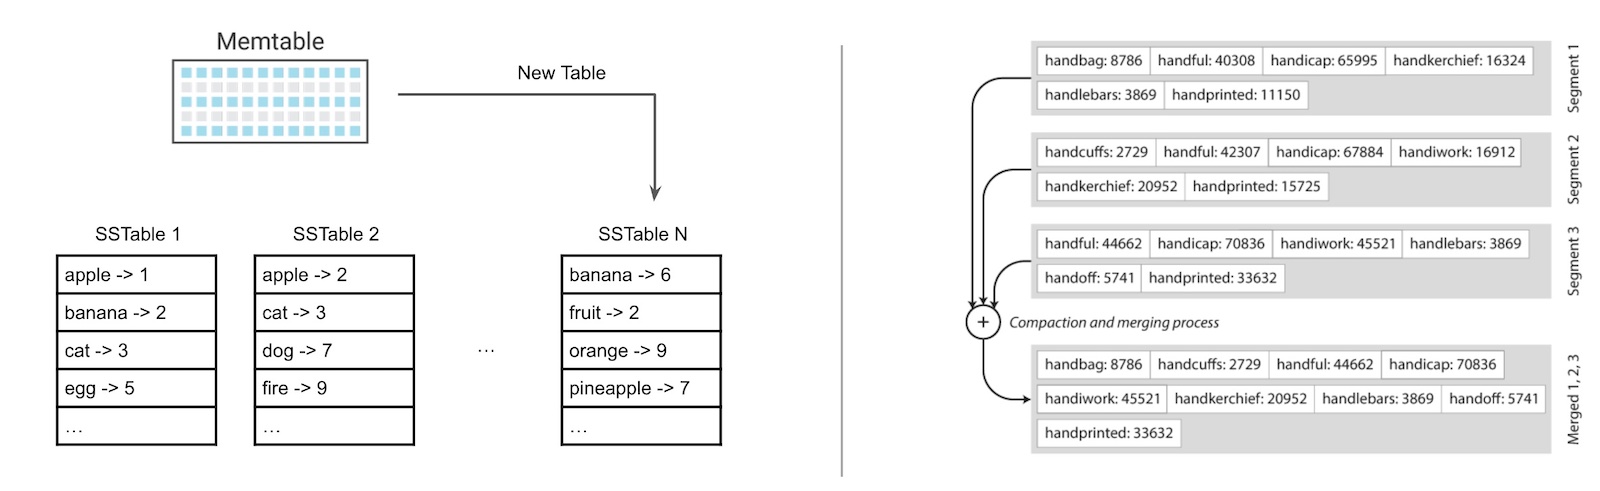 Memtable
New Table
SSTable 1
apple -> 1
banana -> 2
cat -> 3
egg -> 5
...
SSTable 2
apple -> 2
cat -> 3
dog -> 7
fire -> 9
...
...
SSTable N
banana -> 6
fruit -> 2
orange -> 9
pineapple -> 7
...
handbag: 8786 handful: 40308 handicap: 65995 handkerchief: 16324
handlebars: 3869 handprinted: 11150
Segment 1
handcuffs: 2729 handful: 42307 handicap: 67884 handiwork: 16912
handkerchief: 20952 handprinted: 15725
Segment 2
handful: 44662 handicap: 70836 handiwork: 45521 handlebars: 3869
handoff: 5741 handprinted: 33632
Segment 3
+ Compaction and merging process
handbag: 8786 handcuffs: 2729 handful: 44662 handicap: 70836
handiwork: 45521 handkerchief: 20952 handlebars: 3869 handoff: 5741
handprinted: 33632
Merged 1, 2, 3